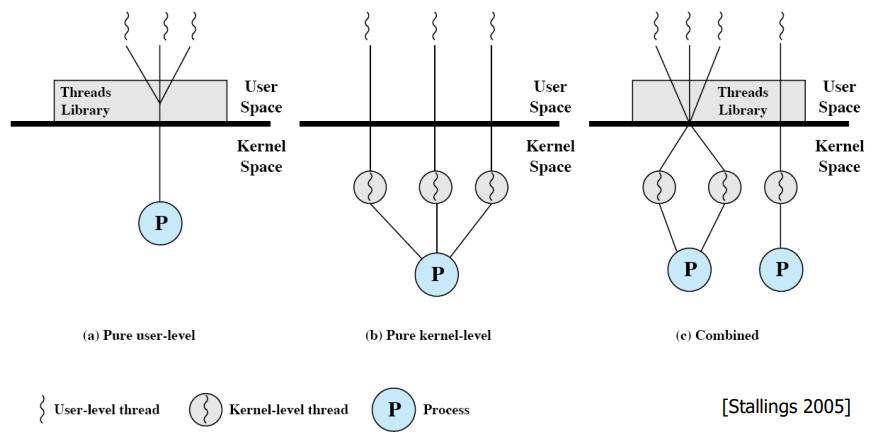 Threads
Library
User
Space
Kernel
Space
P
(a) Pure user-level
User
Space
Kernel
Space
P
(b) Pure kernel-level
Threads
Library
User
Space
Kernel
Space
P
P
(c) Combined
User-level thread
Kernel-level thread
P
Process
[Stallings 2005]